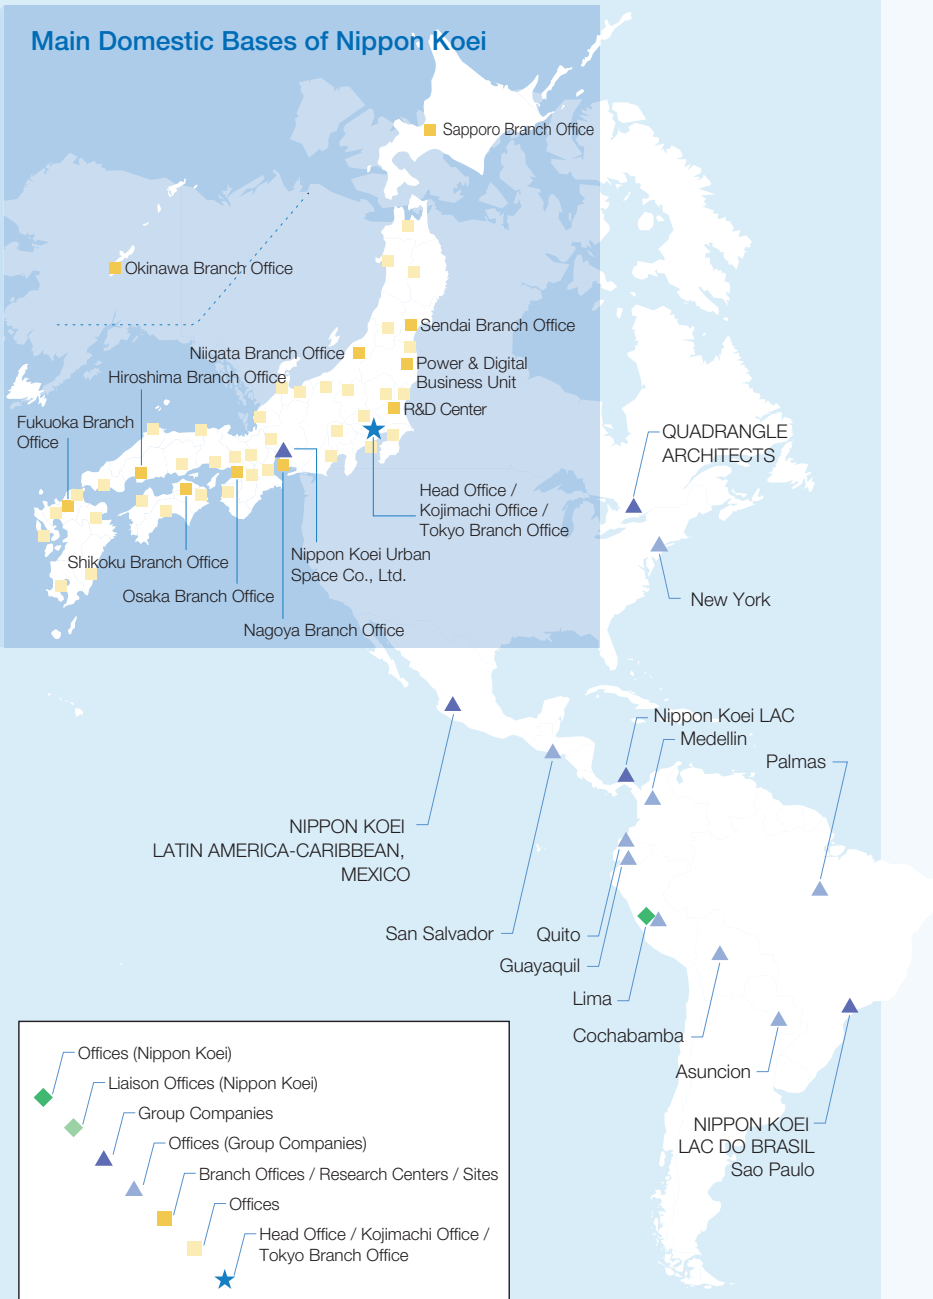 Main Domestic Bases of Nippon Koei
Sapporo Branch Office
Okinawa Branch Office
Sendai Branch Office
Niigata Branch Office
Power & Digital
Business Unit
Hiroshima Branch Office
R&D Center
Fukuoka Branch
Office
Head Office /
Kojimachi Office /
Tokyo Branch Office
Nippon Koei Urban
Space Co., Ltd.
Shikoku Branch Office
Osaka Branch Office
Nagoya Branch Office
QUADRANGLE
ARCHITECTS
New York
Nippon Koei LAC
Medellin
Palmas
NIPPON KOEI
LATIN AMERICA-CARIBBEAN,
MEXICO
San Salvador
Quito
Guayaquil
Lima
Cochabamba
Asuncion
NIPPON KOEI
LAC DO BRASIL
Sao Paulo
Offices (Nippon Koei)
Liaison Offices (Nippon Koei)
Group Companies
Offices (Group Companies)
Branch Offices / Research Centers / Sites
Offices
Head Office / Kojimachi Office /
Tokyo Branch Office